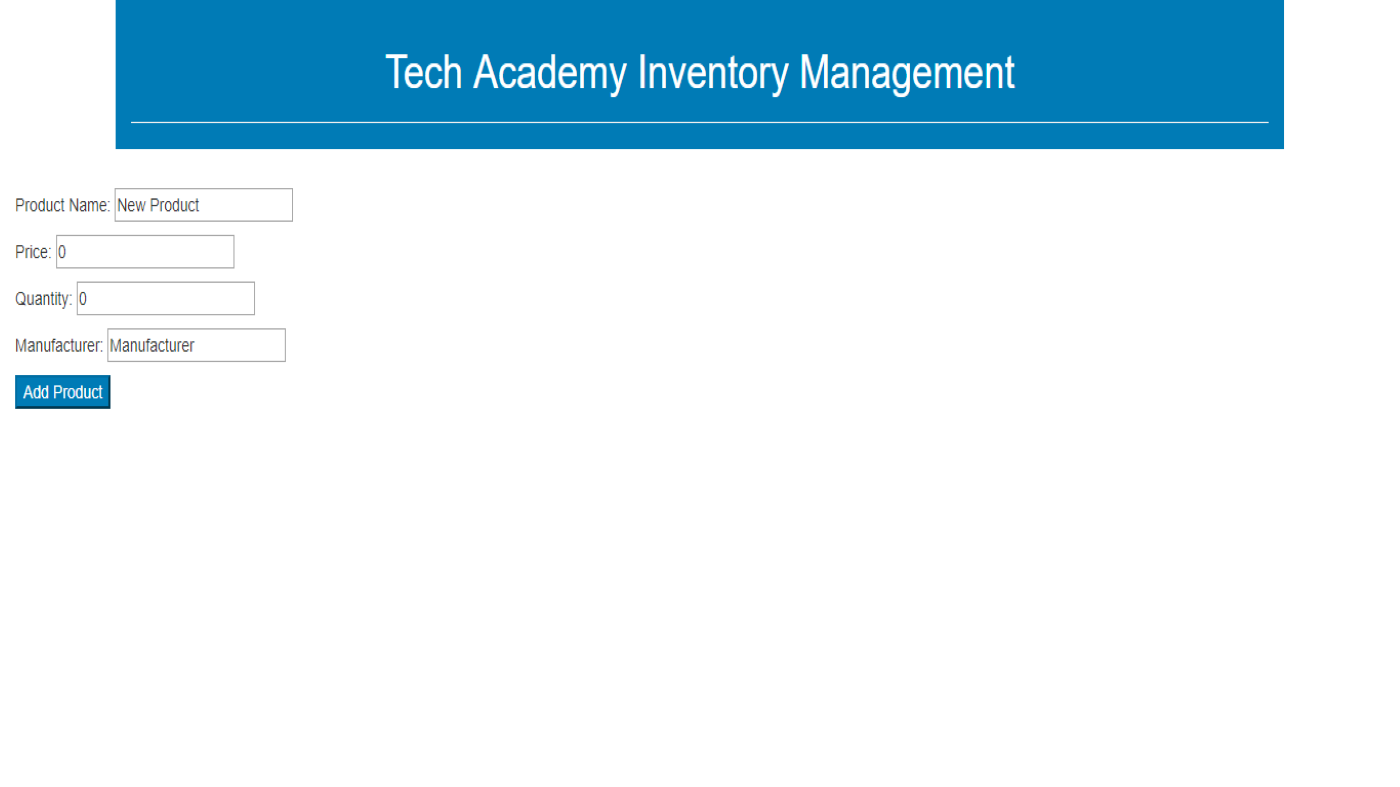 Tech Academy Inventory Management
Product Name: New Product
Price: 0
Quantity: 0
Manufacturer: Manufacturer
Add Product